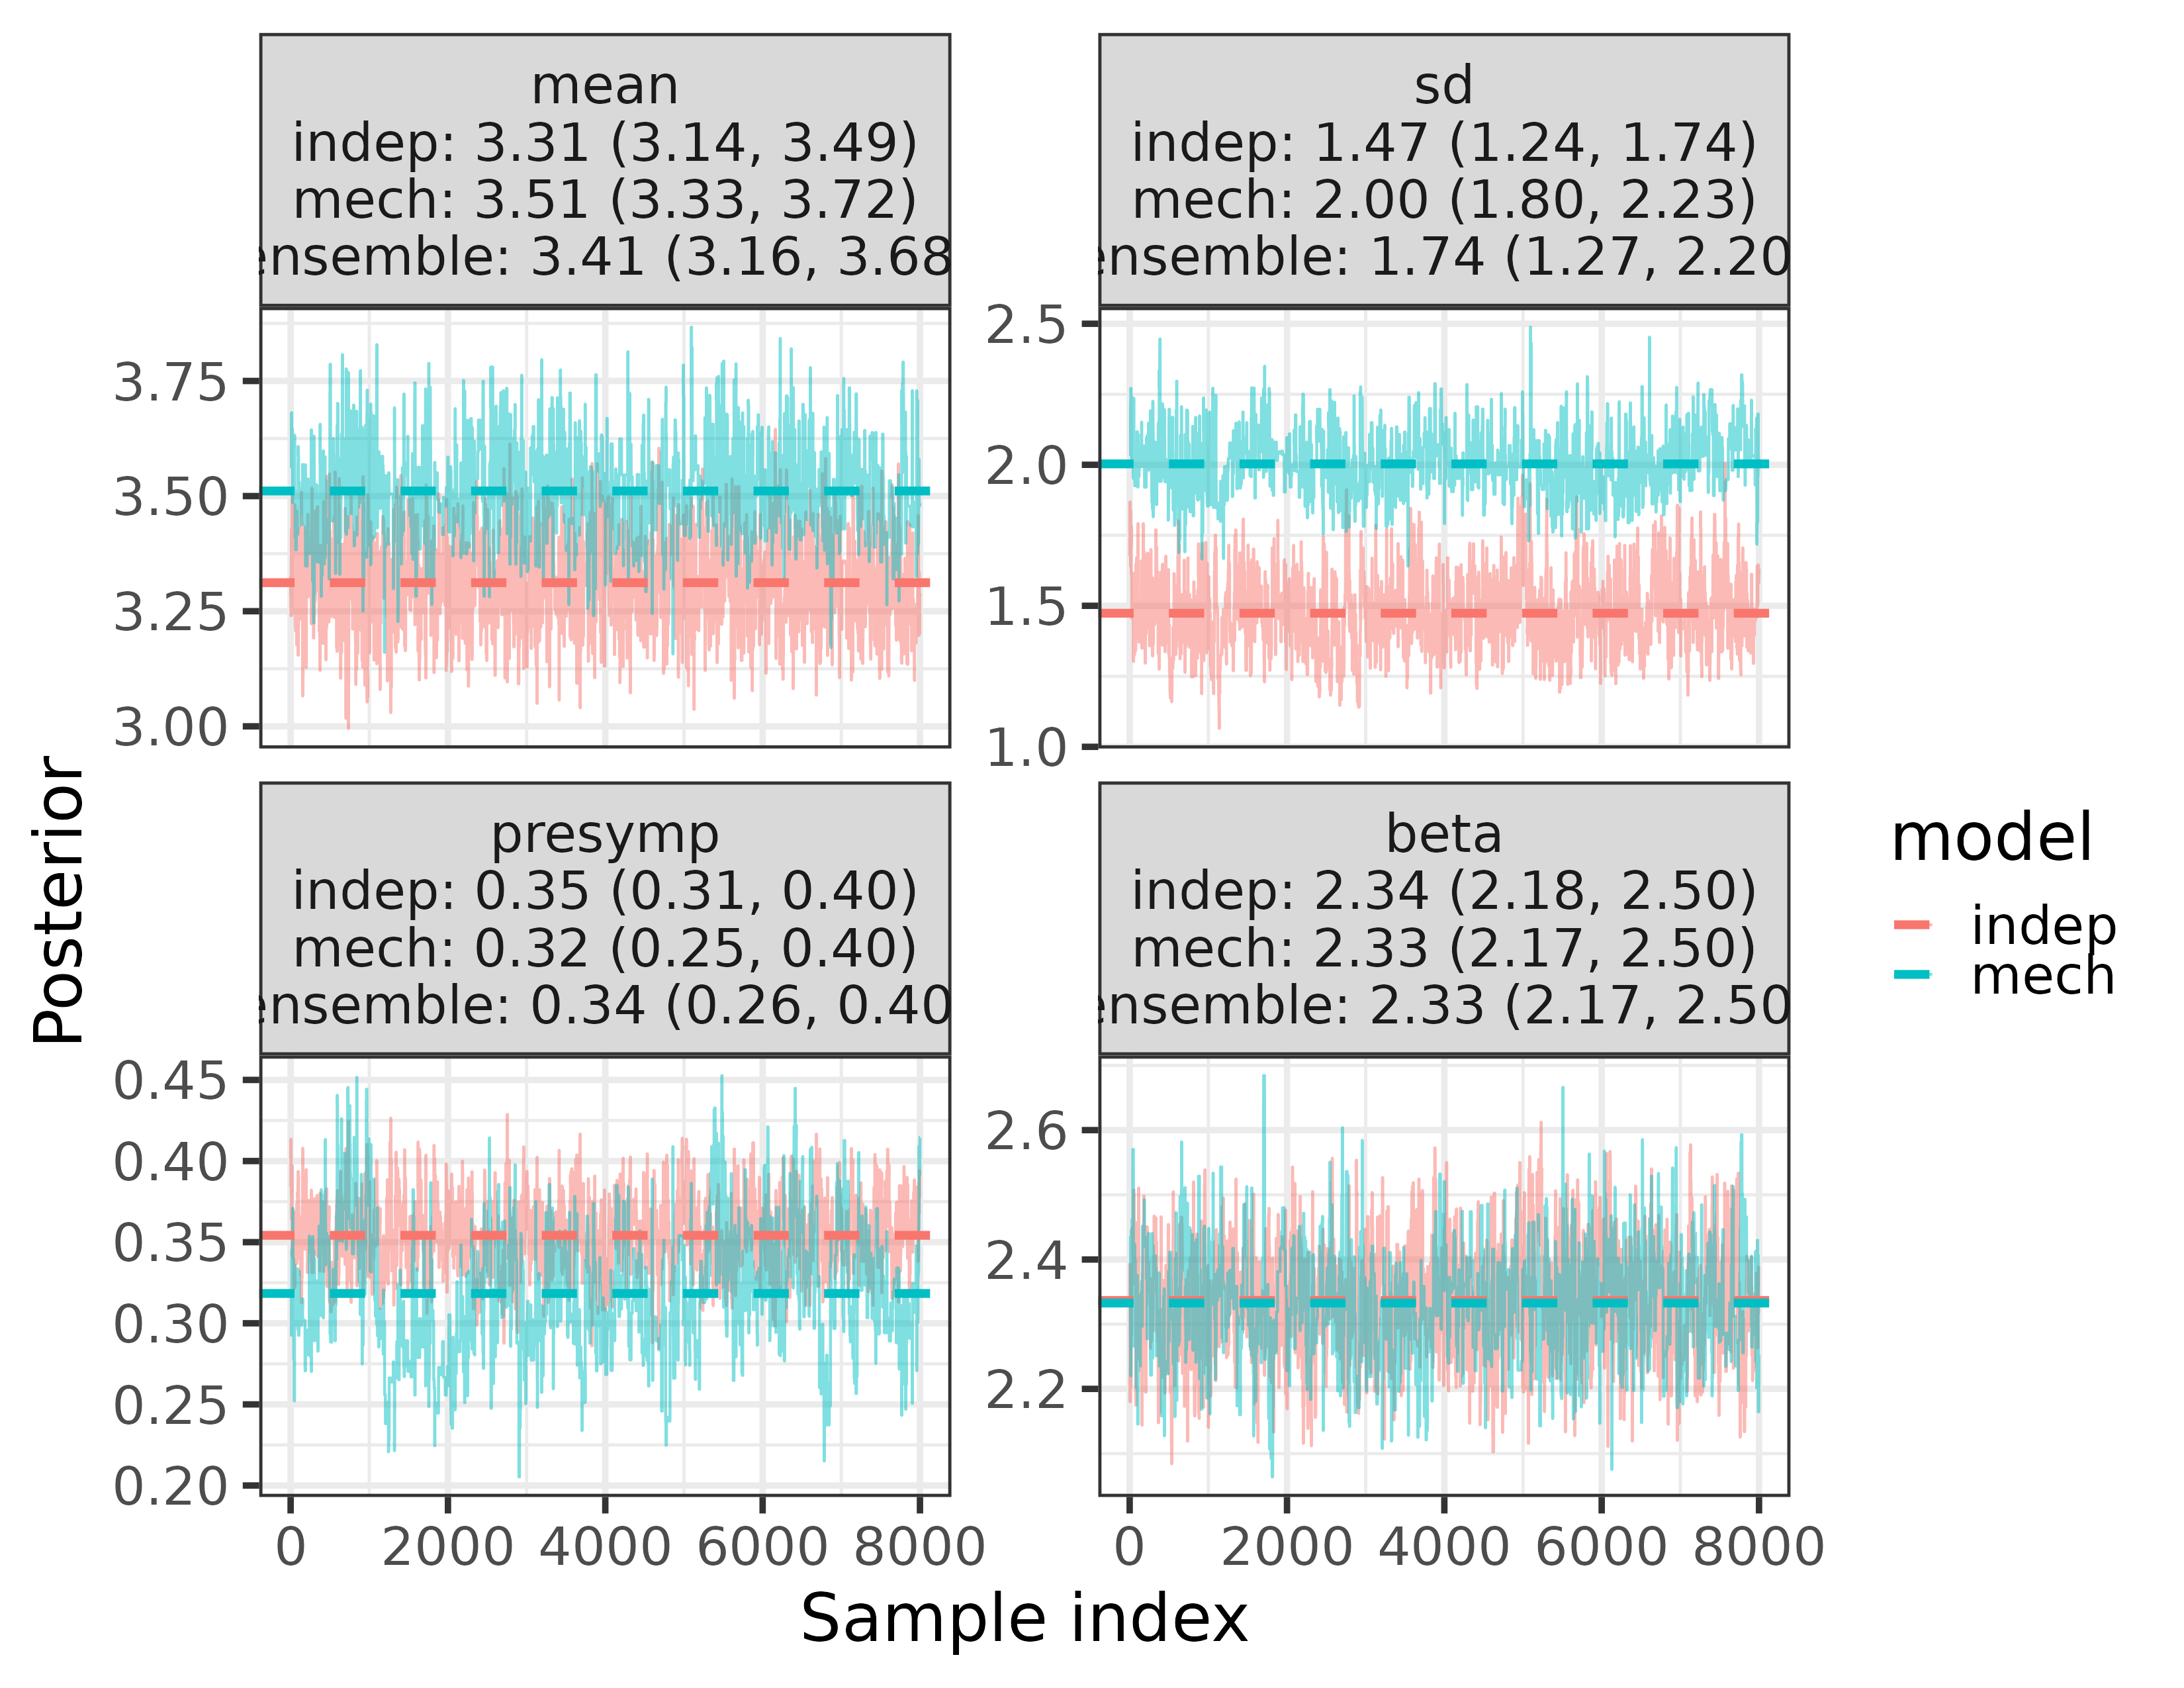 mean
indep: 3.31 (3.14, 3.49)
mech: 3.51 (3.33, 3.72)
ensemble: 3.41 (3.16, 3.68
3.75
3.50
3.25
3.00
sd
indep: 1.47 (1.24, 1.74)
mech: 2.00 (1.80, 2.23)
ensemble: 1.74 (1.27, 2.20
2.5
2.0
1.5
1.0
Posterior
presymp
indep: 0.35 (0.31, 0.40)
mech: 0.32 (0.25, 0.40)
ensemble: 0.34 (0.26, 0.40
0.45
0.40
0.35
0.30
0.25
0.20
0 2000 4000 6000 8000
beta
indep: 2.34 (2.18, 2.50)
mech: 2.33 (2.17, 2.50)
ensemble: 2.33 (2.17, 2.50
2.6
2.4
2.2
0 2000 4000 6000 8000
Sample index
model
indep
mech